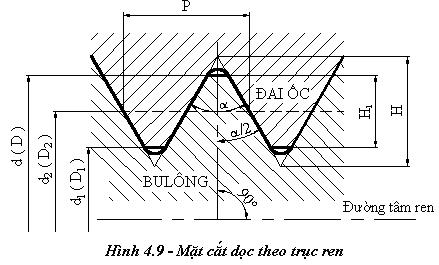 P
ĐAI ỐC
α
α/2
H₁
H
d ( D )
d₂ ( D₂ )
d₁ ( D₁ )
BULÔNG
90°
Đường tâm ren
Hình 4.9 - Mặt cắt dọc theo trục ren